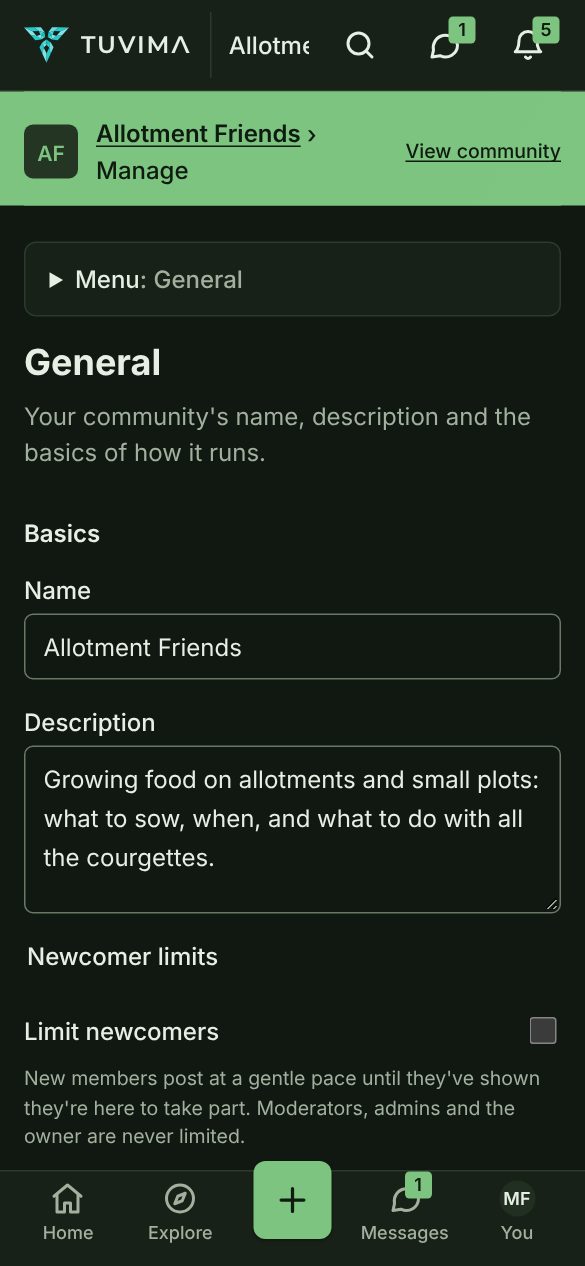 TUVIMA
Allotme
1
5
AF
Allotment Friends ›
Manage
View community
Menu: General
General
Your community's name, description and the
basics of how it runs.
Basics
Name
Allotment Friends
Description
Growing food on allotments and small plots:
what to sow, when, and what to do with all
the courgettes.
Newcomer limits
Limit newcomers
New members post at a gentle pace until they've shown
they're here to take part. Moderators, admins and the
owner are never limited.
1
MF
Home
Explore
Messages
You